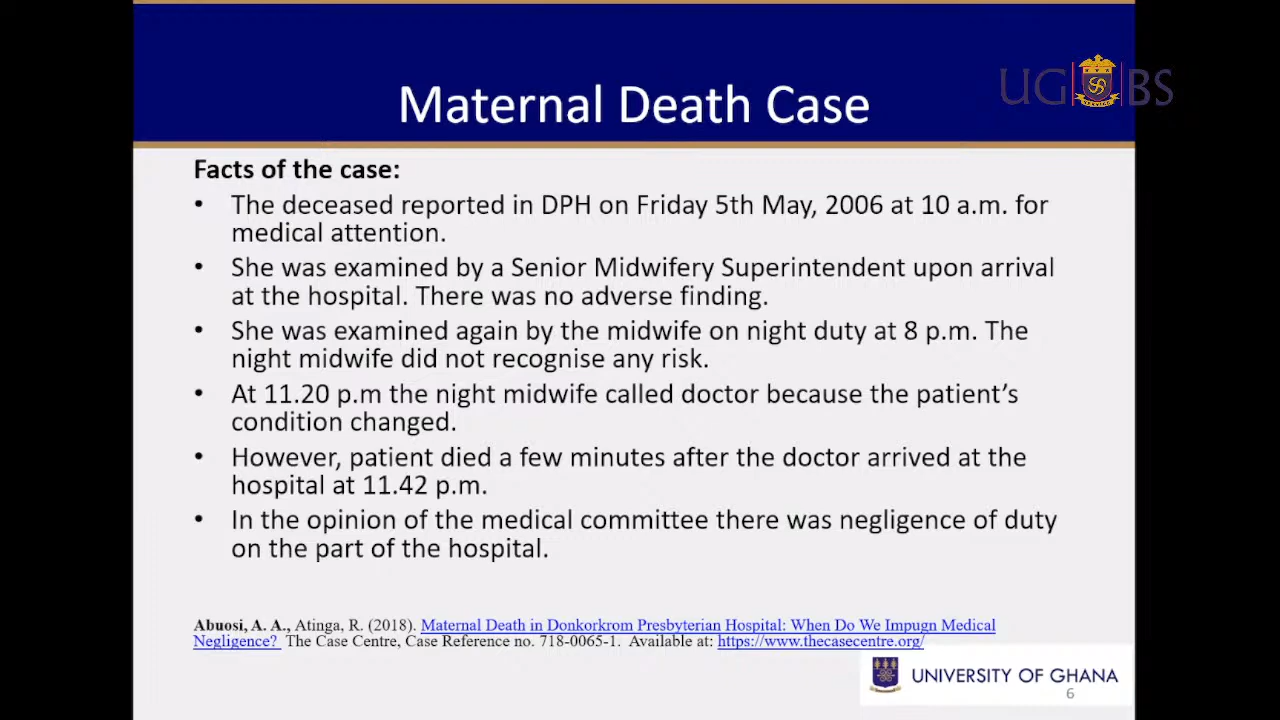 UGBS
Maternal Death Case
Facts of the case:
• The deceased reported in DPH on Friday 5th May, 2006 at 10 a.m. for
medical attention.
• She was examined by a Senior Midwifery Superintendent upon arrival
at the hospital. There was no adverse finding.
• She was examined again by the midwife on night duty at 8 p.m. The
night midwife did not recognise any risk.
• At 11.20 p.m the night midwife called doctor because the patient’s
condition changed.
• However, patient died a few minutes after the doctor arrived at the
hospital at 11.42 p.m.
• In the opinion of the medical committee there was negligence of duty
on the part of the hospital.
Abuosi, A. A., Atinga, R. (2018). Maternal Death in Donkorkrom Presbyterian Hospital: When Do We Impugn Medical
Negligence? The Case Centre, Case Reference no. 718-0065-1. Available at: https://www.thecasecentre.org/
UNIVERSITY OF GHANA
6